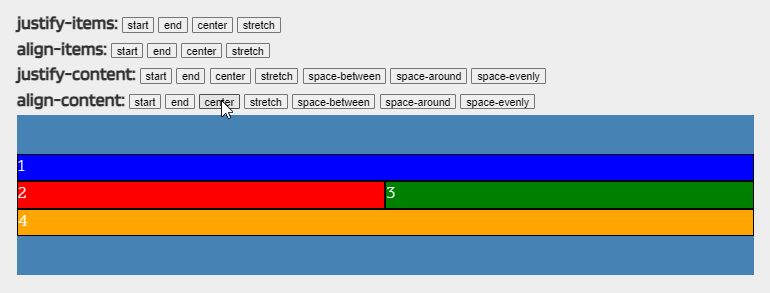 justify-items: start end center stretch
align-items: start end center stretch
justify-content: start end center stretch space-between space-around space-evenly
align-content: start end center stretch space-between space-around space-evenly
1
2 3
4